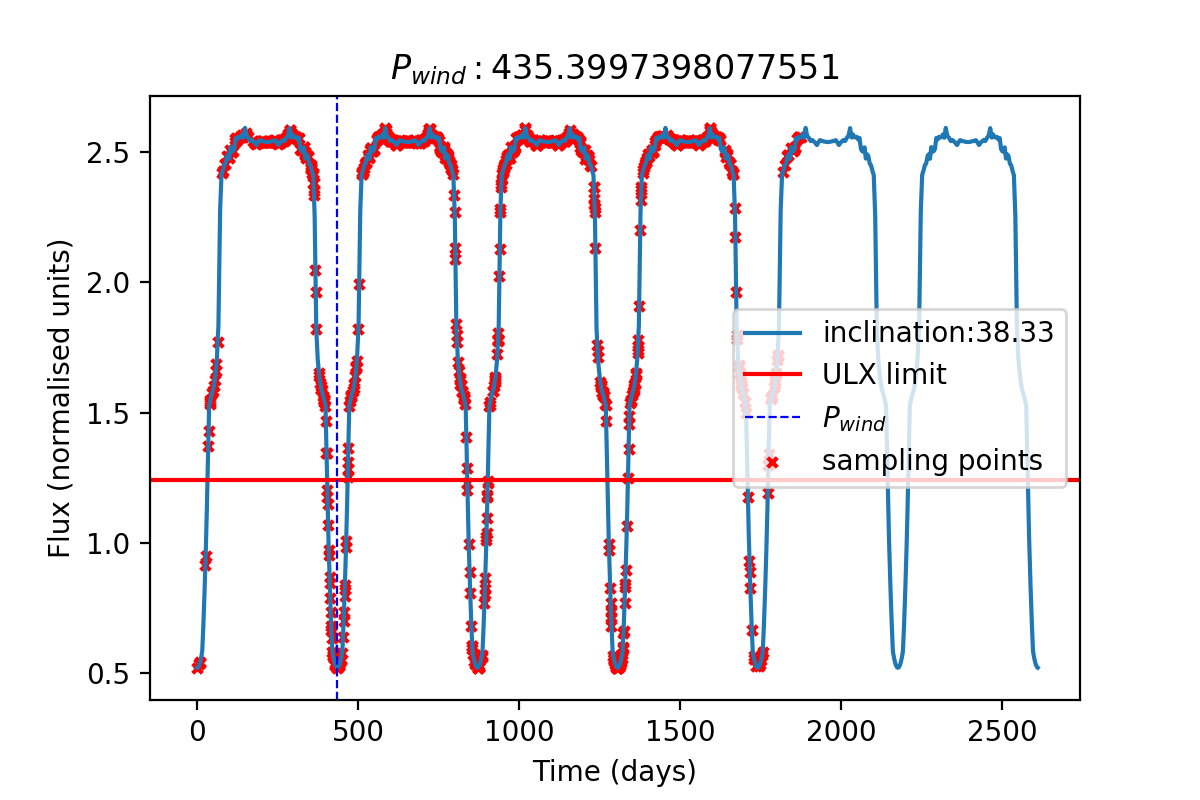 P_wind : 435.3997398077551
Flux (normalised units)
2.5
2.0
1.5
1.0
0.5
inclination:38.33
ULX limit
P_wind
sampling points
0 500 1000 1500 2000 2500
Time (days)